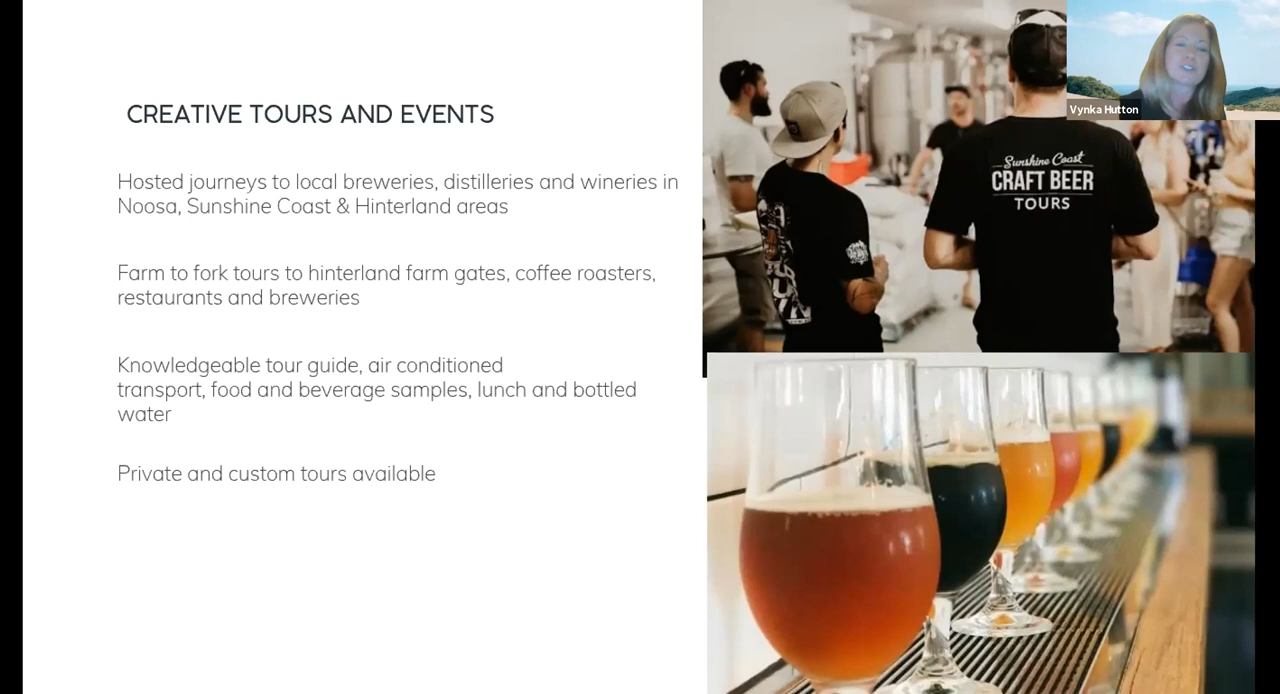 CREATIVE TOURS AND EVENTS
Hosted journeys to local breweries, distilleries and wineries in
Noosa, Sunshine Coast & Hinterland areas
Farm to fork tours to hinterland farm gates, coffee roasters,
restaurants and breweries
Knowledgeable tour guide, air conditioned
transport, food and beverage samples, lunch and bottled
water
Private and custom tours available
Vynka Hutton
Sunshine Coast
CRAFT BEER
TOURS